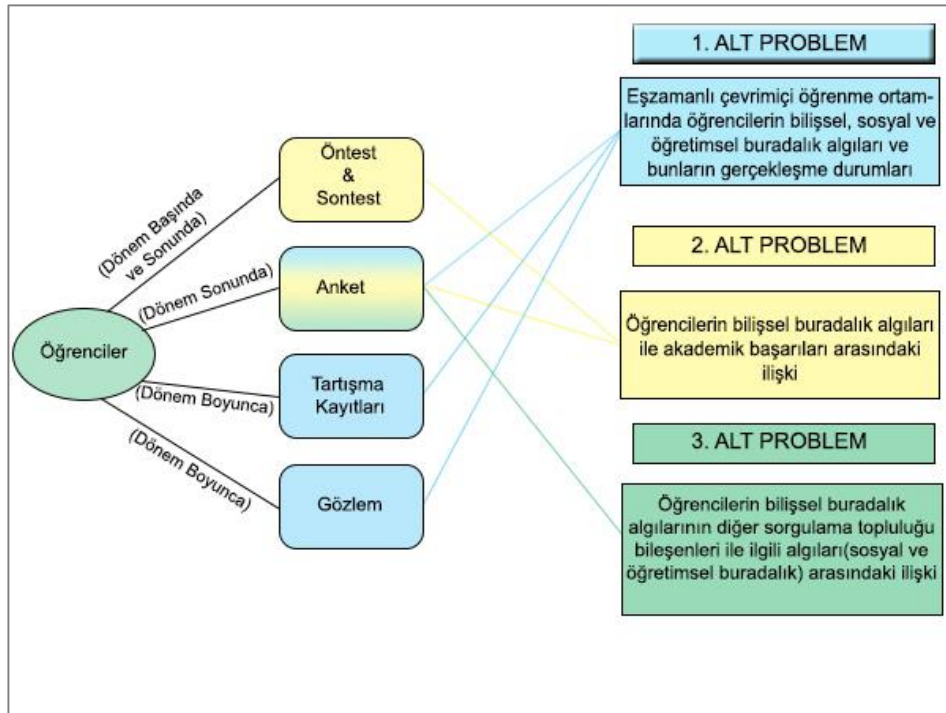 Öğrenciler
(Dönem Başında
ve Sonunda)
(Dönem Sonunda)
(Dönem Boyunca)
(Dönem Boyunca)
Öntest
&
Sontest
Anket
Tartışma
Kayıtları
Gözlem
1. ALT PROBLEM
Eşzamanlı çevrimiçi öğrenme ortam-
larında öğrencilerin bilişsel, sosyal ve
öğretimsel buradalık algıları ve
bunların gerçekleşme durumları
2. ALT PROBLEM
Öğrencilerin bilişsel buradalık algıları
ile akademik başarıları arasındaki
ilişki
3. ALT PROBLEM
Öğrencilerin bilişsel buradalık
algılarının diğer sorgulama topluluğu
bileşenleri ile ilgili algıları(sosyal ve
öğretimsel buradalık) arasındaki ilişki